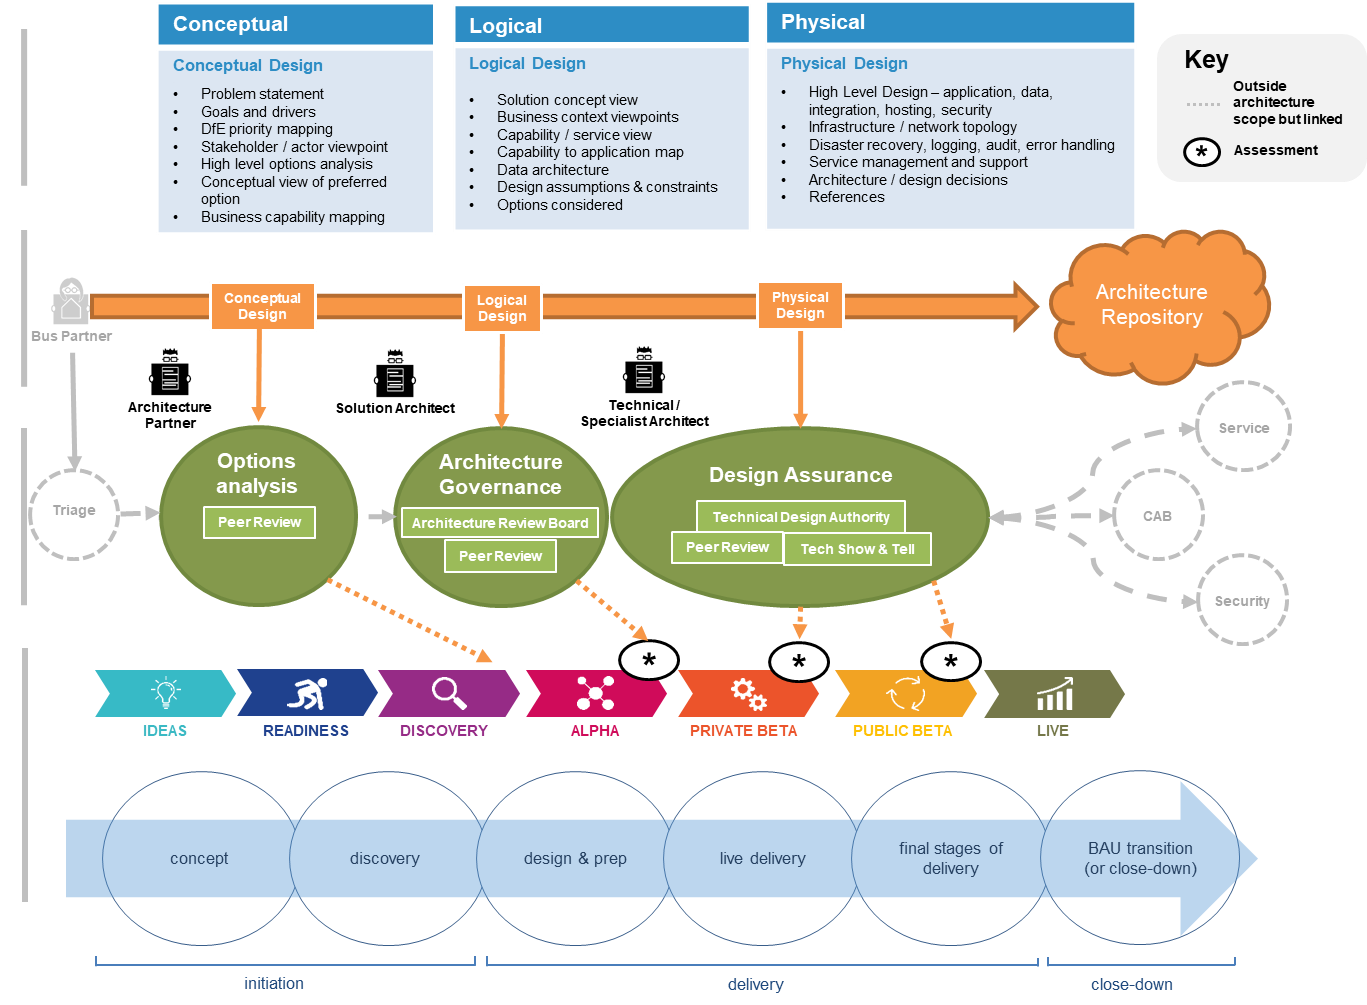 Conceptual
Conceptual Design
• Problem statement
• Goals and drivers
• DfE priority mapping
• Stakeholder / actor viewpoint
• High level options analysis
• Conceptual view of preferred
option
• Business capability mapping
Logical
Logical Design
• Solution concept view
• Business context viewpoints
• Capability / service view
• Capability to application map
• Data architecture
• Design assumptions & constraints
• Options considered
Physical
Physical Design
• High Level Design – application, data,
integration, hosting, security
• Infrastructure / network topology
• Disaster recovery, logging, audit, error handling
• Service management and support
• Architecture / design decisions
• References
Key
Outside
architecture
scope but linked
*
Assessment
Bus Partner
Conceptual
Design
Logical
Design
Physical
Design
Architecture
Repository
Architecture
Partner
Solution Architect
Technical /
Specialist Architect
Triage
Options
analysis
Peer Review
Architecture
Governance
Architecture Review Board
Peer Review
Design Assurance
Technical Design Authority
Peer Review
Tech Show & Tell
Service
CAB
Security
*
*
*
IDEAS
READINESS
DISCOVERY
ALPHA
PRIVATE BETA
PUBLIC BETA
LIVE
concept
discovery
design & prep
live delivery
final stages of
delivery
BAU transition
(or close-down)
initiation
delivery
close-down